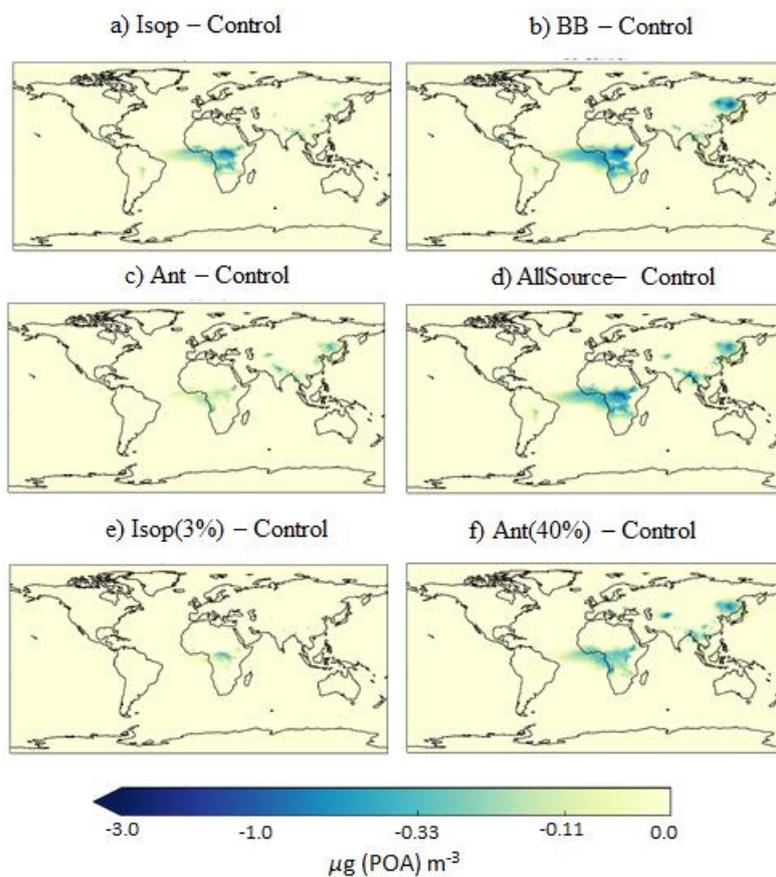 a) Isop – Control
b) BB – Control
c) Ant – Control
d) AllSource– Control
e) Isop(3%) – Control
f) Ant(40%) – Control
-3.0 -1.0 -0.33 -0.11 0.0
µg (POA) m⁻³